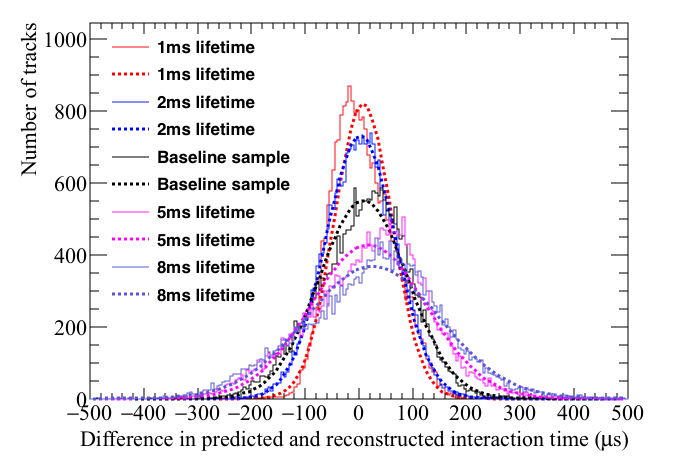 Number of tracks
1000
800
600
400
200
0
1ms lifetime
1ms lifetime
2ms lifetime
2ms lifetime
Baseline sample
Baseline sample
5ms lifetime
5ms lifetime
8ms lifetime
8ms lifetime
−500 −400 −300 −200 −100 0 100 200 300 400 500
Difference in predicted and reconstructed interaction time (μs)